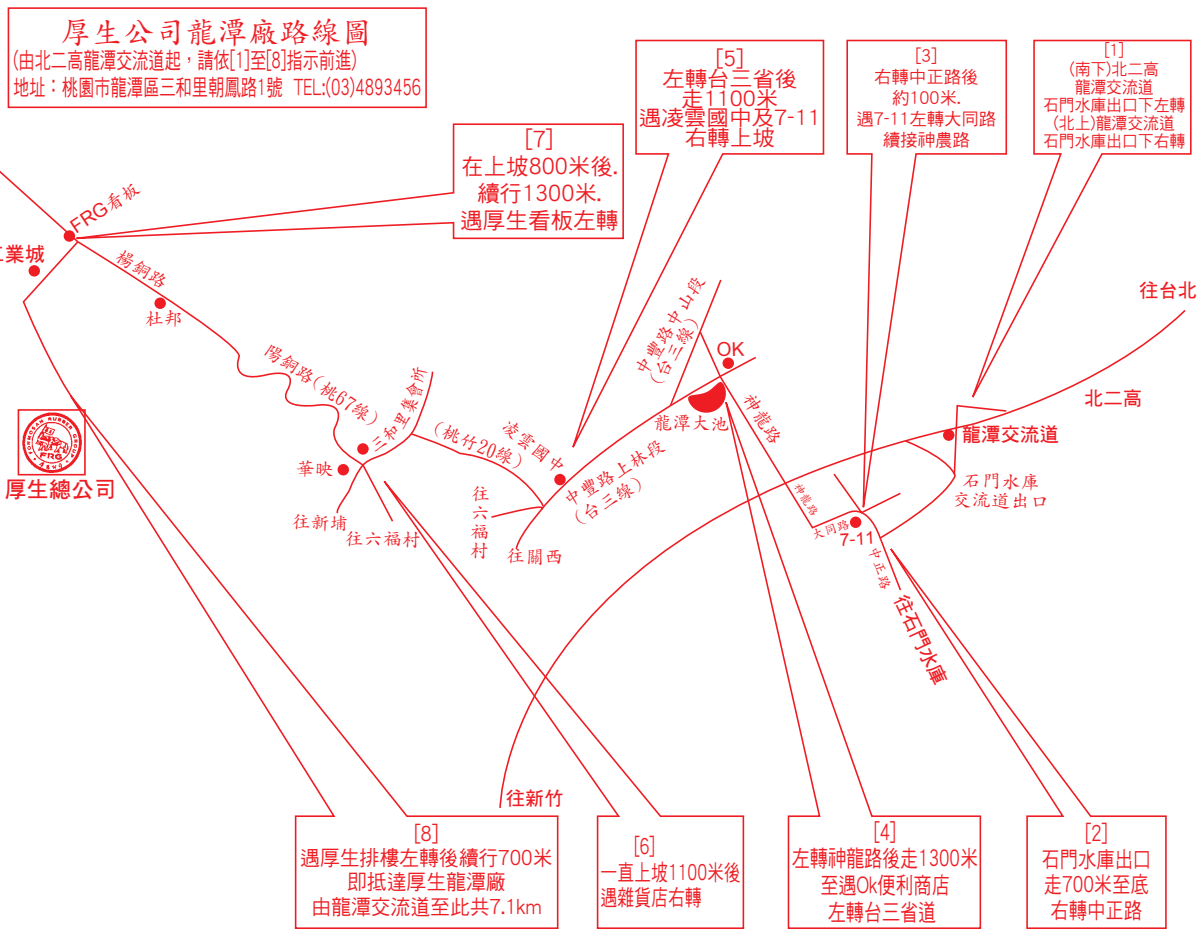 厚生公司龍潭廠路線圖
(由北二高龍潭交流道起，請依[1]至[8]指示前進)
地址：桃園市龍潭區三和里朝鳳路1號 TEL:(03)4893456
[1]
(南下)北二高
龍潭交流道
石門水庫出口下左轉
(北上)龍潭交流道
石門水庫出口下右轉
[3]
右轉中正路後
約100米.
遇7-11左轉大同路
續接神農路
[5]
左轉台三省後
走1100米
遇凌雲國中及7-11
右轉上坡
[7]
在上坡800米後.
續行1300米.
遇厚生看板左轉
FRG看板
業城
楊銅路
杜邦
陽銅路(桃67線)
三和里集會所
華映
往新埔
往六福村
(桃竹20線)
往六福村
往關西
凌雲國中
中豐路上林段
(台三線)
中豐路中山段
(台三線)
OK
龍潭大池
神龍路
神龍路
大同路
7-11
中正路
往石門水庫
石門水庫
交流道出口
龍潭交流道
北二高
往台北
往新竹
FRG
厚生總公司
[8]
遇厚生排樓左轉後續行700米
即抵達厚生龍潭廠
由龍潭交流道至此共7.1km
[6]
一直上坡1100米後
遇雜貨店右轉
[4]
左轉神龍路後走1300米
至遇Ok便利商店
左轉台三省道
[2]
石門水庫出口
走700米至底
右轉中正路